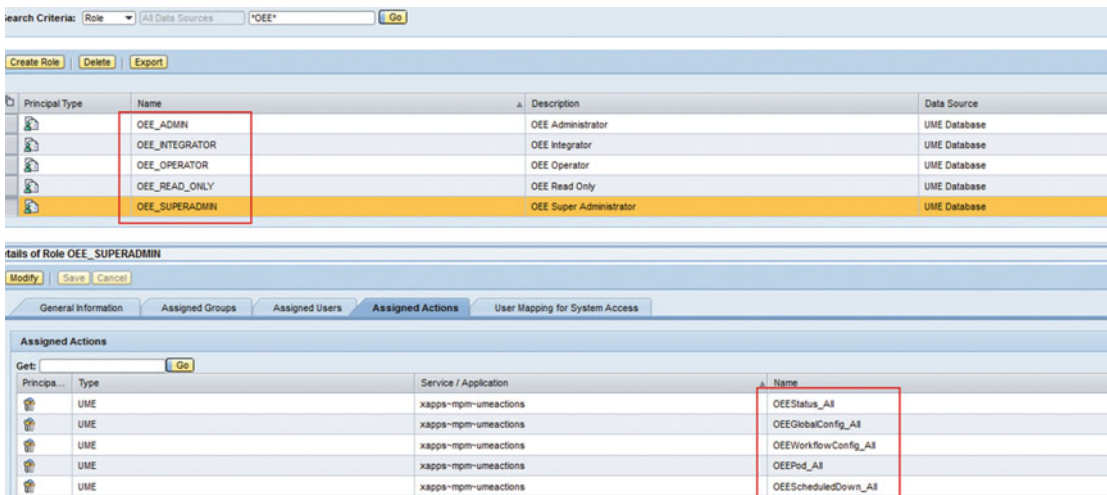 Search Criteria: Role All Data Sources *OEE* Go
Create Role Delete Export
Principal Type Name Description Data Source
OEE_ADMIN OEE Administrator UME Database
OEE_INTEGRATOR OEE Integrator UME Database
OEE_OPERATOR OEE Operator UME Database
OEE_READ_ONLY OEE Read Only UME Database
OEE_SUPERADMIN OEE Super Administrator UME Database
etails of Role OEE_SUPERADMIN
Modify Save Cancel
General Information Assigned Groups Assigned Users Assigned Actions User Mapping for System Access
Assigned Actions
Get: Go
Principa... Type Service / Application Name
UME xapps~mpm~umeactions OEEStatus_All
UME xapps~mpm~umeactions OEEGlobalConfig_All
UME xapps~mpm~umeactions OEEWorkflowConfig_All
UME xapps~mpm~umeactions OEEPod_All
UME xapps~mpm~umeactions OEEScheduledDown_All